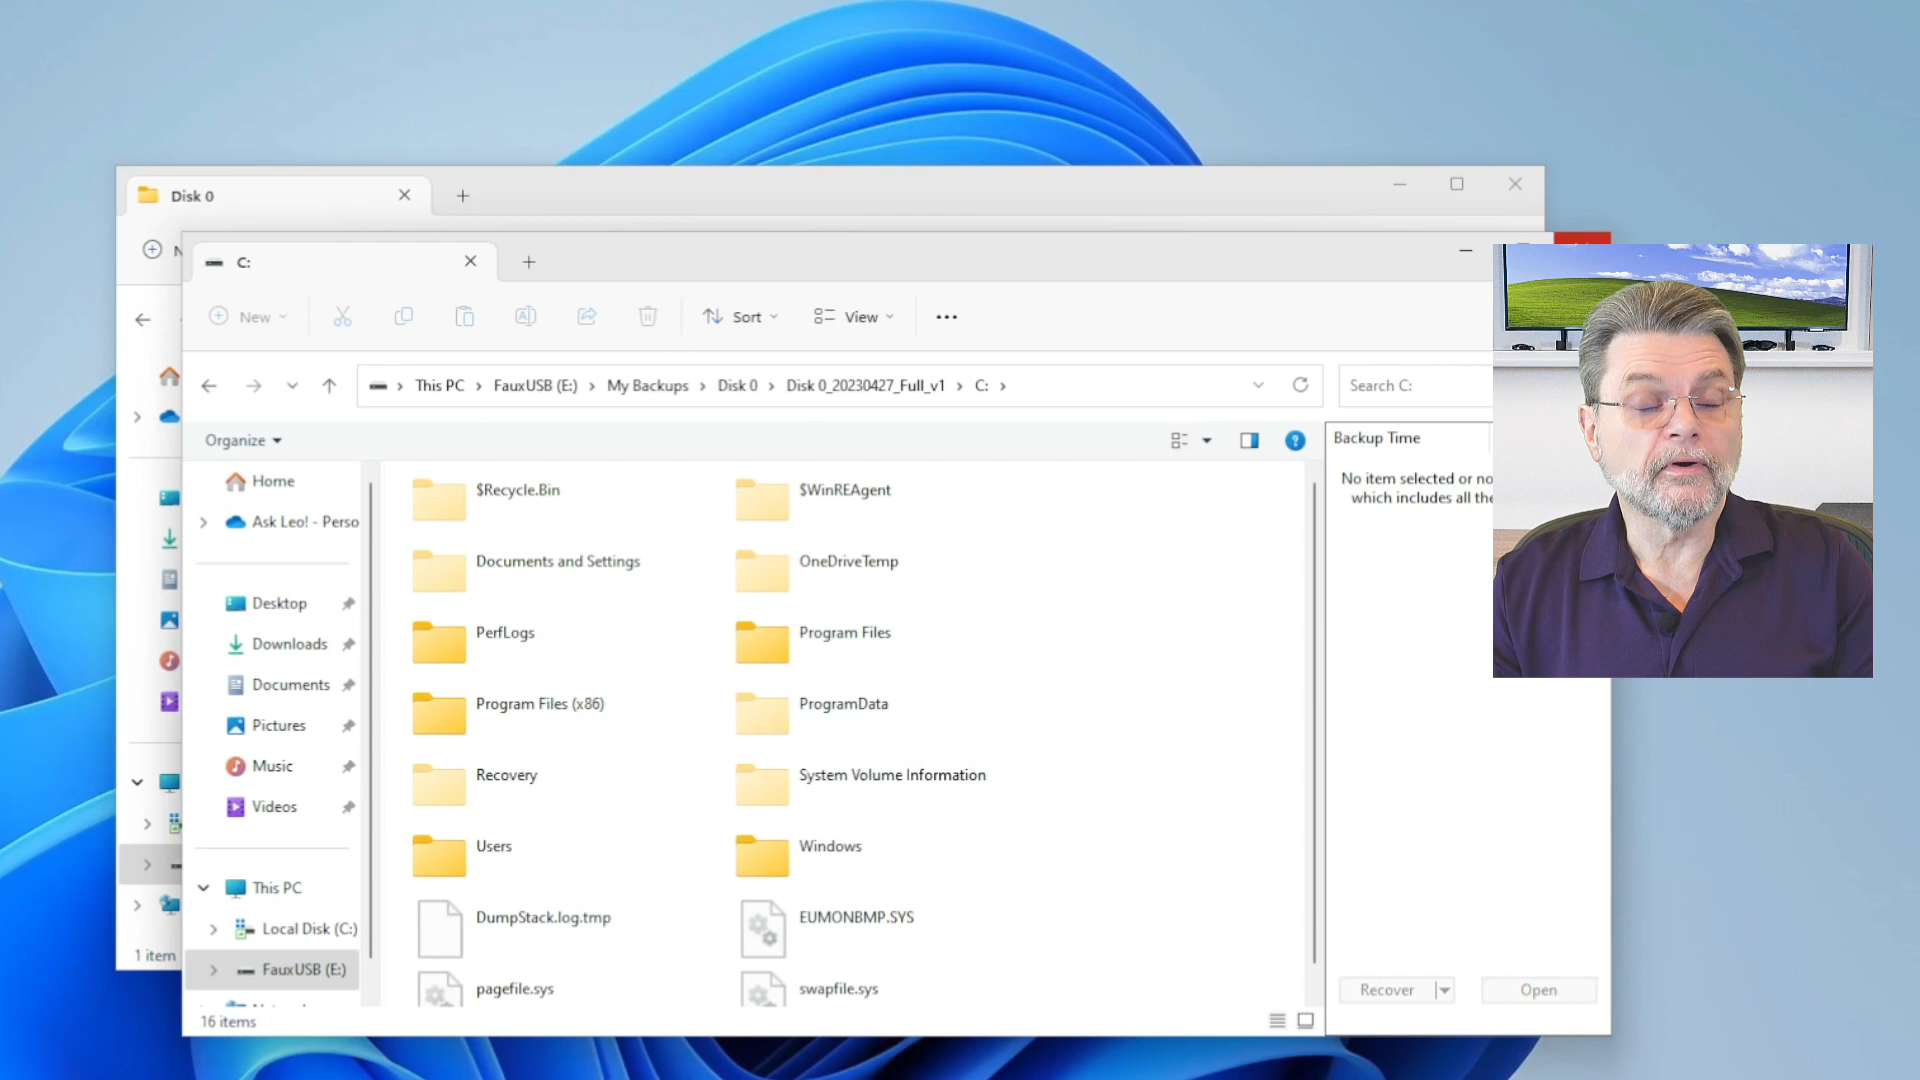 Disk 0
C:
New
Sort
View
This PC > FauxUSB (E:) > My Backups > Disk 0 > Disk 0_20230427_Full_v1 > C: >
Search C:
Organize
Backup Time
No item selected or no
which includes all the
Home
Ask Leo! - Perso
Desktop
Downloads
Documents
Pictures
Music
Videos
This PC
Local Disk (C:)
FauxUSB (E:)
$Recycle.Bin
$WinREAgent
Documents and Settings
OneDriveTemp
PerfLogs
Program Files
Program Files (x86)
ProgramData
Recovery
System Volume Information
Users
Windows
DumpStack.log.tmp
EUMONBMP.SYS
pagefile.sys
swapfile.sys
Recover
Open
1 item
16 items